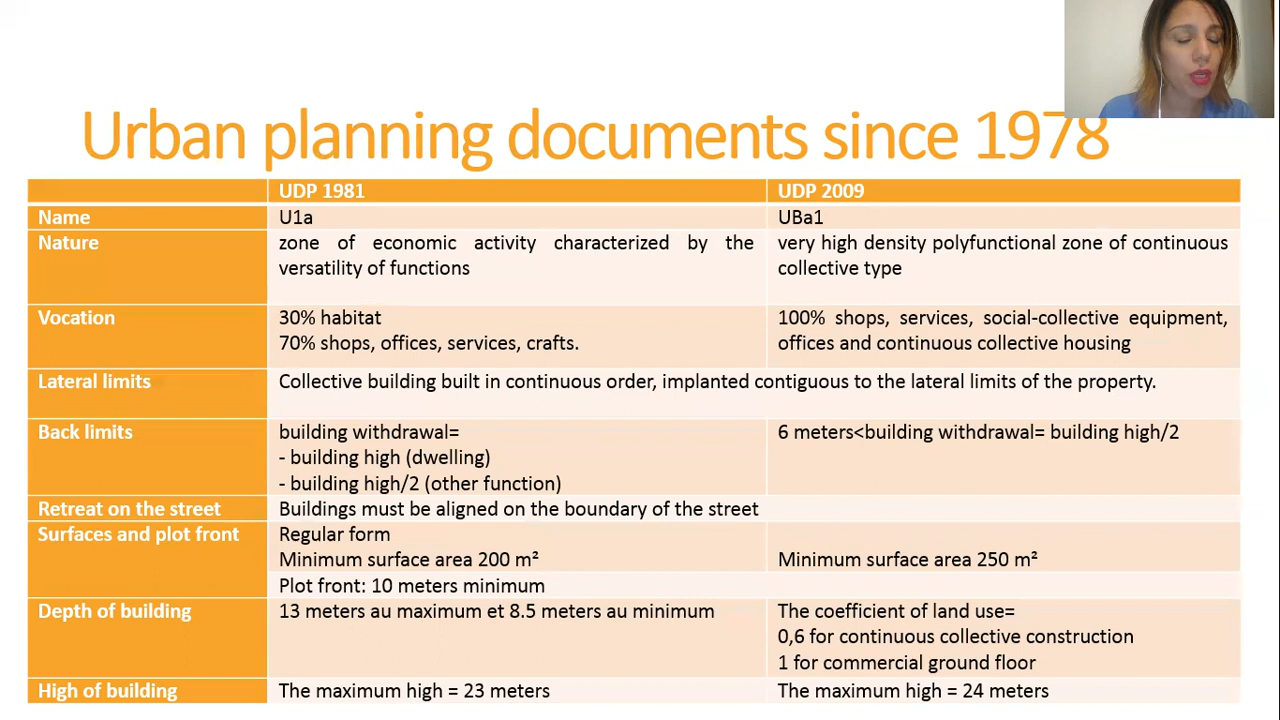 Urban planning documents since 1978
UDP 1981 UDP 2009
Name U1a UBa1
Nature zone of economic activity characterized by the very high density polyfunctional zone of continuous
versatility of functions collective type
Vocation 30% habitat 100% shops, services, social-collective equipment,
70% shops, offices, services, crafts. offices and continuous collective housing
Lateral limits Collective building built in continuous order, implanted contiguous to the lateral limits of the property.
Back limits building withdrawal= 6 meters<building withdrawal= building high/2
- building high (dwelling)
- building high/2 (other function)
Retreat on the street Buildings must be aligned on the boundary of the street
Surfaces and plot front Regular form
Minimum surface area 200 m² Minimum surface area 250 m²
Plot front: 10 meters minimum
Depth of building 13 meters au maximum et 8.5 meters au minimum The coefficient of land use=
0,6 for continuous collective construction
1 for commercial ground floor
High of building The maximum high = 23 meters The maximum high = 24 meters